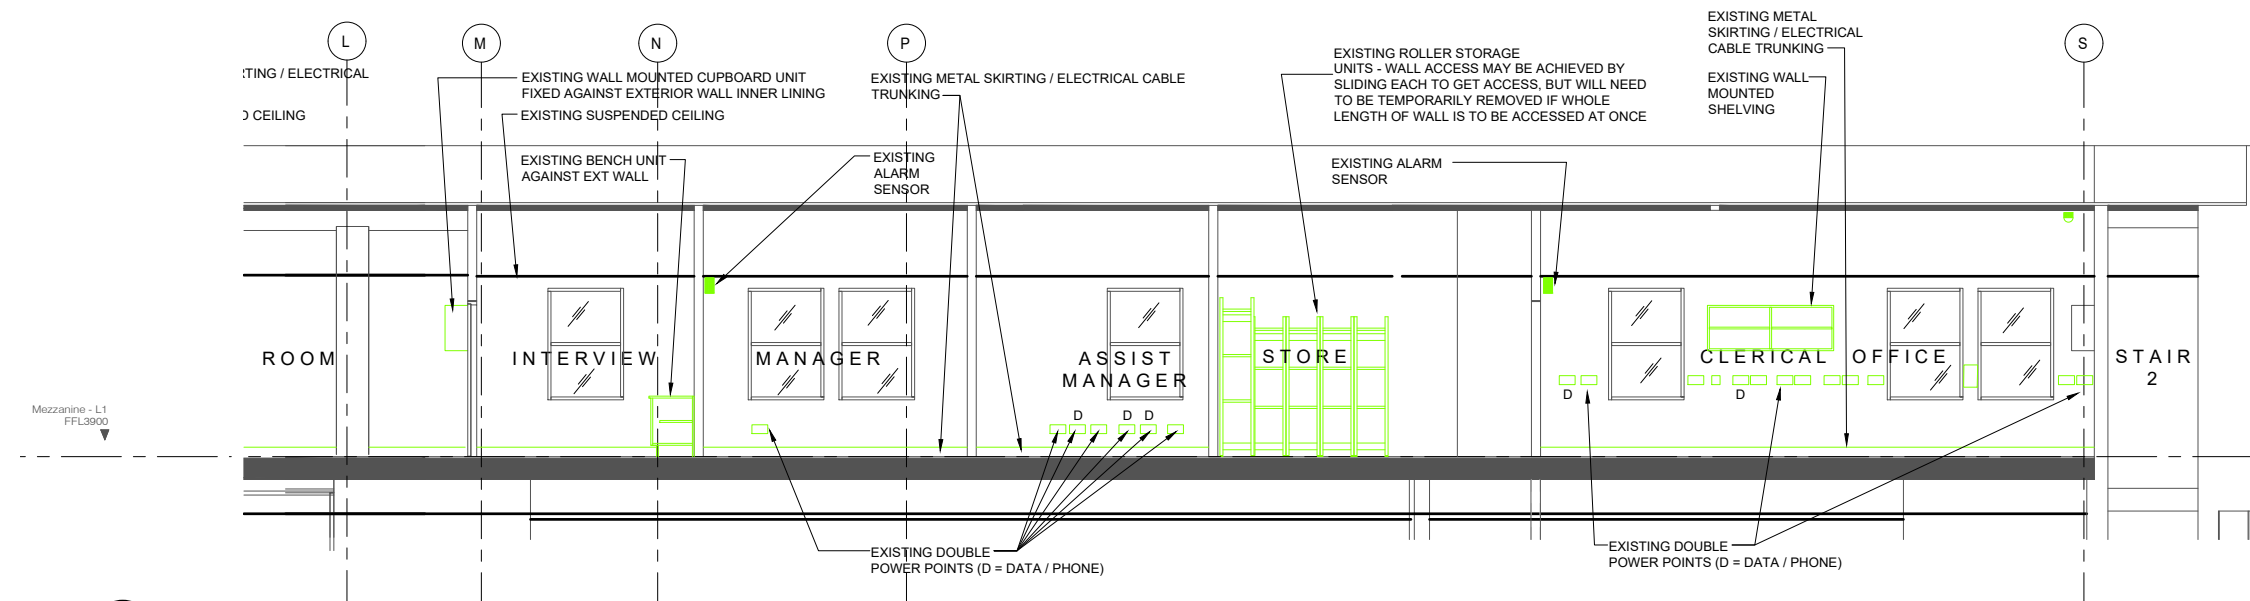 L
M
N
P
S
RTING / ELECTRICAL
D CEILING
EXISTING WALL MOUNTED CUPBOARD UNIT
FIXED AGAINST EXTERIOR WALL INNER LINING
EXISTING SUSPENDED CEILING
EXISTING BENCH UNIT
AGAINST EXT WALL
EXISTING METAL SKIRTING / ELECTRICAL CABLE
TRUNKING
EXISTING
ALARM
SENSOR
EXISTING ROLLER STORAGE
UNITS - WALL ACCESS MAY BE ACHIEVED BY
SLIDING EACH TO GET ACCESS, BUT WILL NEED
TO BE TEMPORARILY REMOVED IF WHOLE
LENGTH OF WALL IS TO BE ACCESSED AT ONCE
EXISTING ALARM
SENSOR
EXISTING METAL
SKIRTING / ELECTRICAL
CABLE TRUNKING
EXISTING WALL
MOUNTED
SHELVING
ROOM
INTERVIEW
MANAGER
ASSIST
MANAGER
STORE
CLERICAL OFFICE
STAIR
2
D
D
D
D
D
Mezzanine - L1
FFL3900
EXISTING DOUBLE
POWER POINTS (D = DATA / PHONE)
EXISTING DOUBLE
POWER POINTS (D = DATA / PHONE)